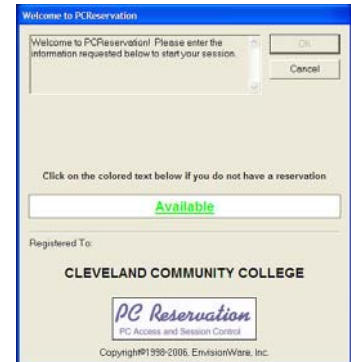 Welcome to PCReservation
Welcome to PCReservation! Please enter the
information requested below to start your session.
OK
Cancel
Click on the colored text below if you do not have a reservation
Available
Registered To:
CLEVELAND COMMUNITY COLLEGE
PC Reservation
PC Access and Session Control
Copyright©1998-2006, EnvisionWare, Inc.